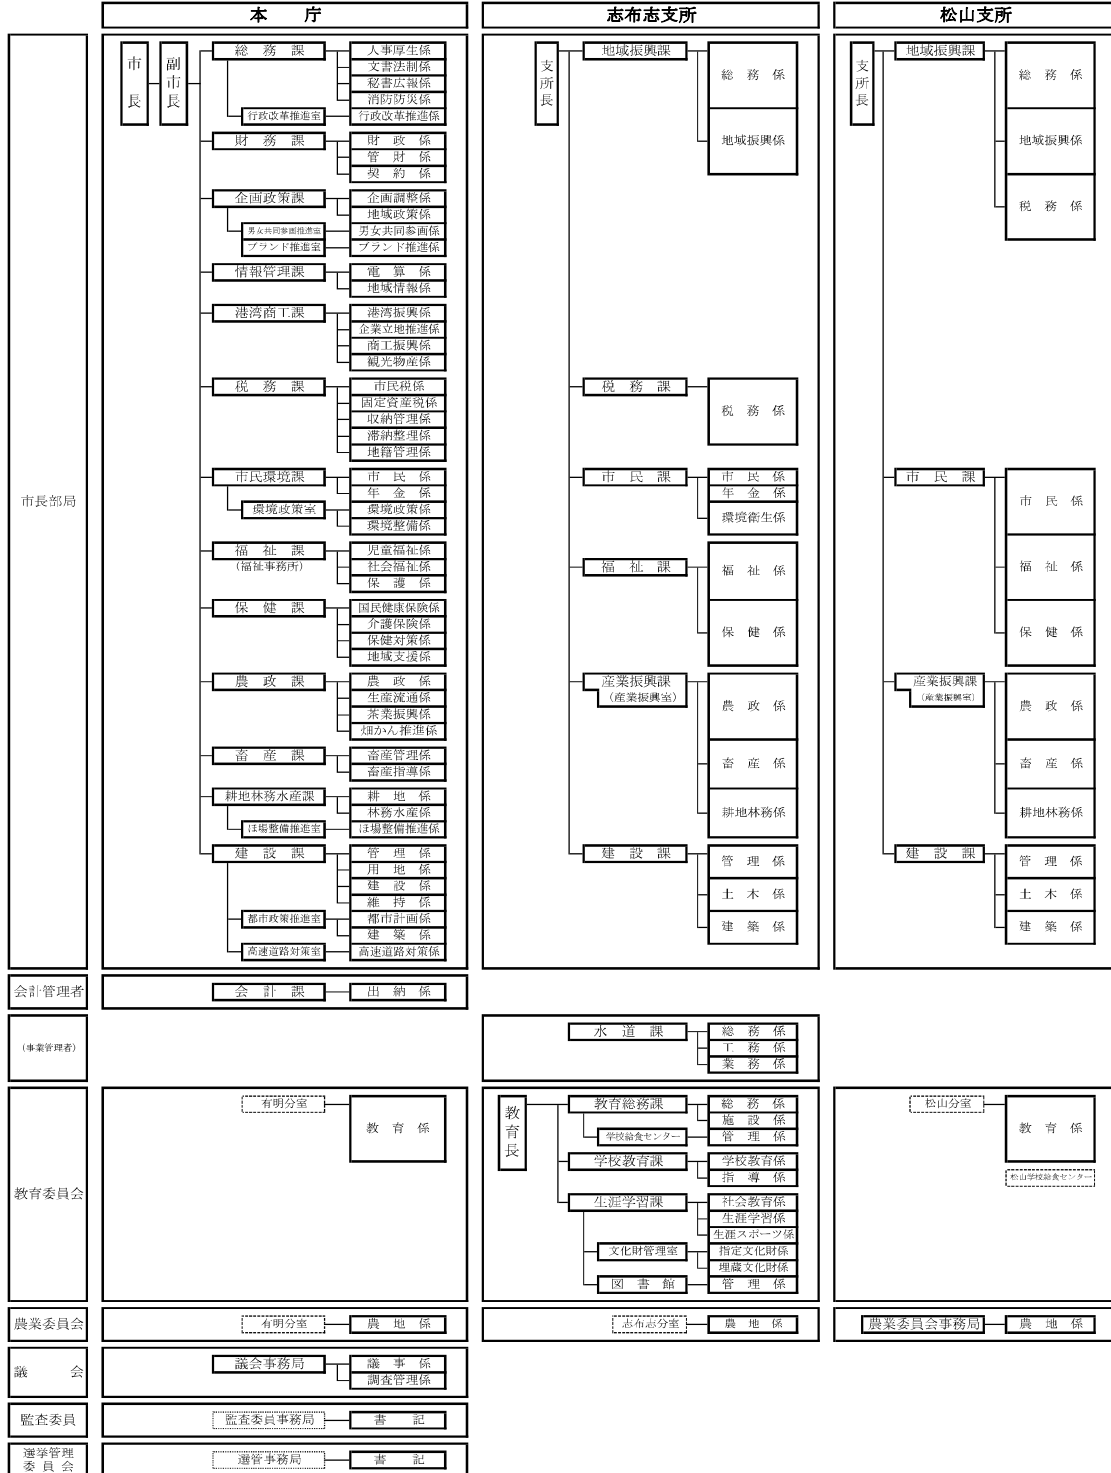 本　庁
志布志支所
松山支所
市長部局
市長
副市長
総務課
人事厚生係
文書法制係
秘書広報係
消防防災係
行政改革推進室
行政改革推進係
財務課
財政係
管財係
契約係
企画政策課
企画調整係
地域政策係
男女共同参画推進室
男女共同参画係
ブランド推進室
ブランド推進係
情報管理課
電算係
地域情報係
港湾商工課
港湾振興係
企業立地推進係
商工振興係
観光物産係
税務課
市民税係
固定資産税係
収納管理係
滞納整理係
地籍管理係
市民環境課
市民係
年金係
環境政策室
環境政策係
環境整備係
福祉課
(福祉事務所)
児童福祉係
社会福祉係
保護係
保健課
国民健康保険係
介護保険係
保健対策係
地域支援係
農政課
農政係
生産流通係
茶業振興係
畑かん推進係
畜産課
畜産管理係
畜産指導係
耕地林務水産課
耕地係
林務水産係
ほ場整備推進室
ほ場整備推進係
建設課
管理係
用地係
建設係
維持係
都市政策推進室
都市計画係
建築係
高速道路対策室
高速道路対策係
支所長
地域振興課
総務係
地域振興係
税務課
税務係
市民課
市民係
年金係
環境衛生係
福祉課
福祉係
保健係
産業振興課
(産業振興室)
農政係
畜産係
耕地林務係
建設課
管理係
土木係
建築係
支所長
地域振興課
総務係
地域振興係
税務係
市民課
市民係
福祉係
保健係
産業振興課
(産業振興室)
農政係
畜産係
耕地林務係
建設課
管理係
土木係
建築係
会計管理者
会計課
出納係
(事業管理者)
水道課
総務係
工務係
業務係
教育委員会
有明分室
教育係
教育長
教育総務課
総務係
施設係
学校給食センター
管理係
学校教育課
学校教育係
指導係
生涯学習課
社会教育係
生涯学習係
生涯スポーツ係
文化財管理室
指定文化財係
埋蔵文化財係
図書館
管理係
松山分室
教育係
松山学校給食センター
農業委員会
有明分室
農地係
志布志分室
農地係
農業委員会事務局
農地係
議会
議会事務局
議事係
調査管理係
監査委員
監査委員事務局
書記
選挙管理
委員会
選管事務局
書記